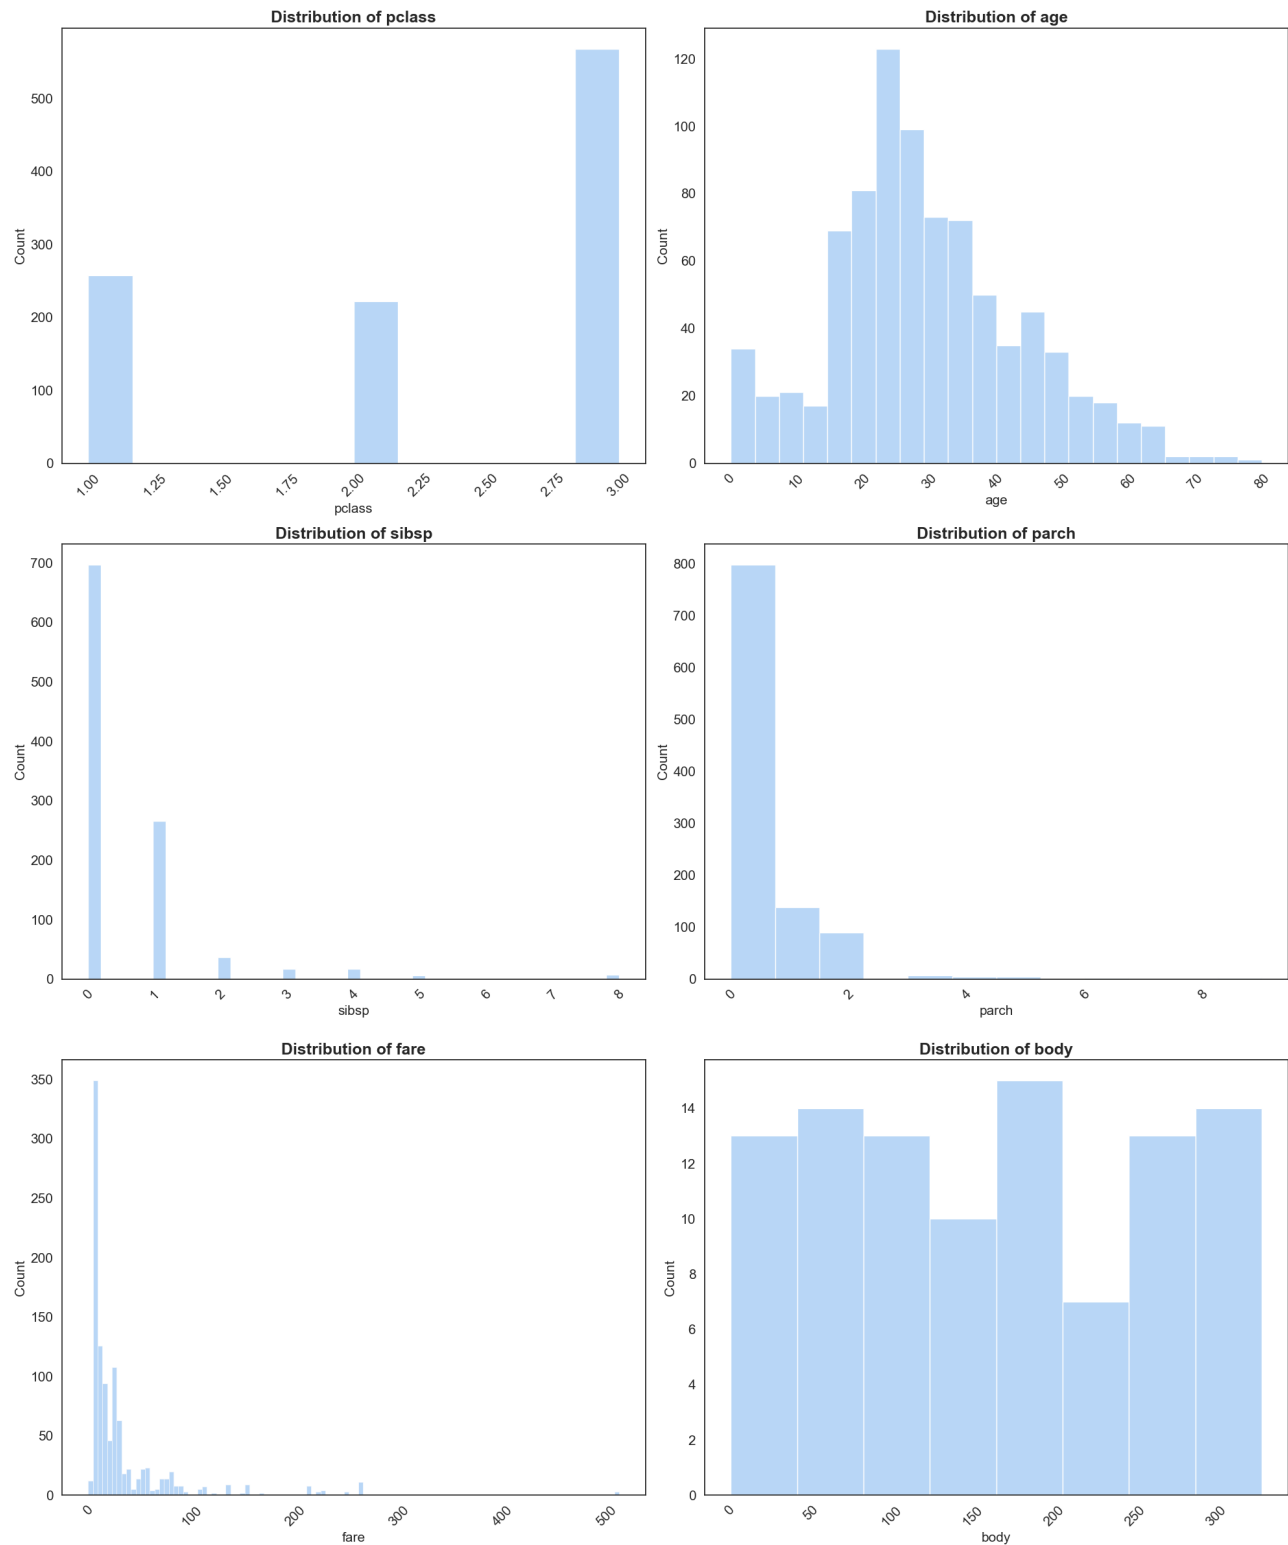 Distribution of pclass
Count
500
400
300
200
100
0
1.00 1.25 1.50 1.75 2.00 2.25 2.50 2.75 3.00
pclass
Distribution of age
Count
120
100
80
60
40
20
0
0 10 20 30 40 50 60 70 80
age
Distribution of sibsp
Count
700
600
500
400
300
200
100
0
0 1 2 3 4 5 6 7 8
sibsp
Distribution of parch
Count
800
700
600
500
400
300
200
100
0
0 2 4 6 8
parch
Distribution of fare
Count
350
300
250
200
150
100
50
0
0 100 200 300 400 500
fare
Distribution of body
Count
14
12
10
8
6
4
2
0
0 50 100 150 200 250 300
body